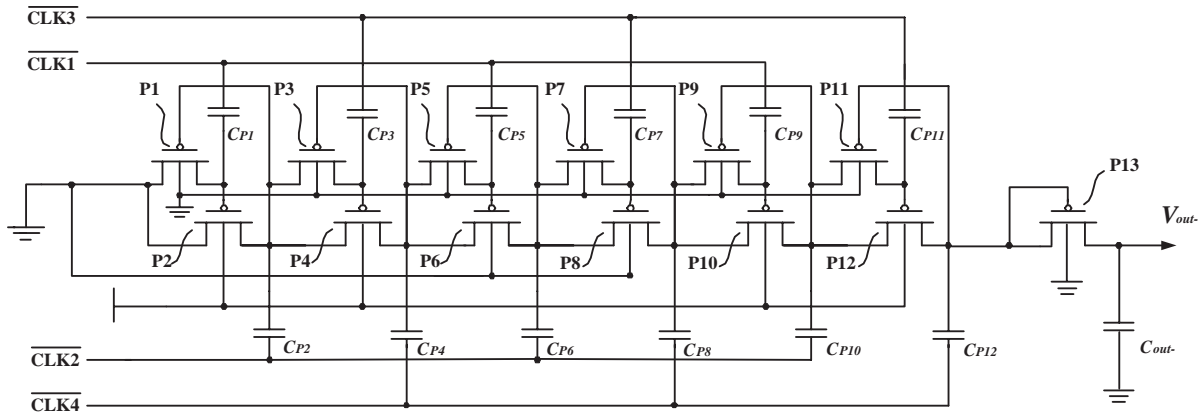 CLK3
CLK1
P1 P3 P5 P7 P9 P11
CP1 CP3 CP5 CP7 CP9 CP11
P13
Vout-
P2 P4 P6 P8 P10 P12
CP2 CP4 CP6 CP8 CP10 CP12
Cout-
CLK2
CLK4